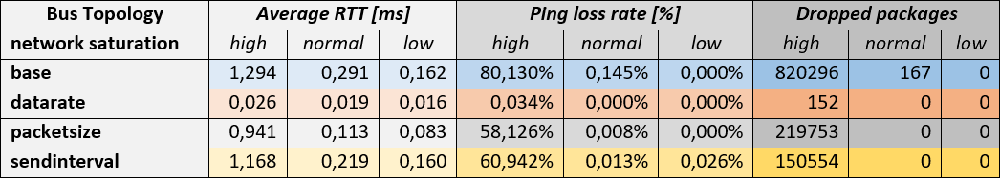 Bus Topology Average RTT [ms] Ping loss rate [%] Dropped packages
network saturation high normal low high normal low high normal low
base 1,294 0,291 0,162 80,130% 0,145% 0,000% 820296 167 0
datarate 0,026 0,019 0,016 0,034% 0,000% 0,000% 152 0 0
packetsize 0,941 0,113 0,083 58,126% 0,008% 0,000% 219753 0 0
sendinterval 1,168 0,219 0,160 60,942% 0,013% 0,026% 150554 0 0